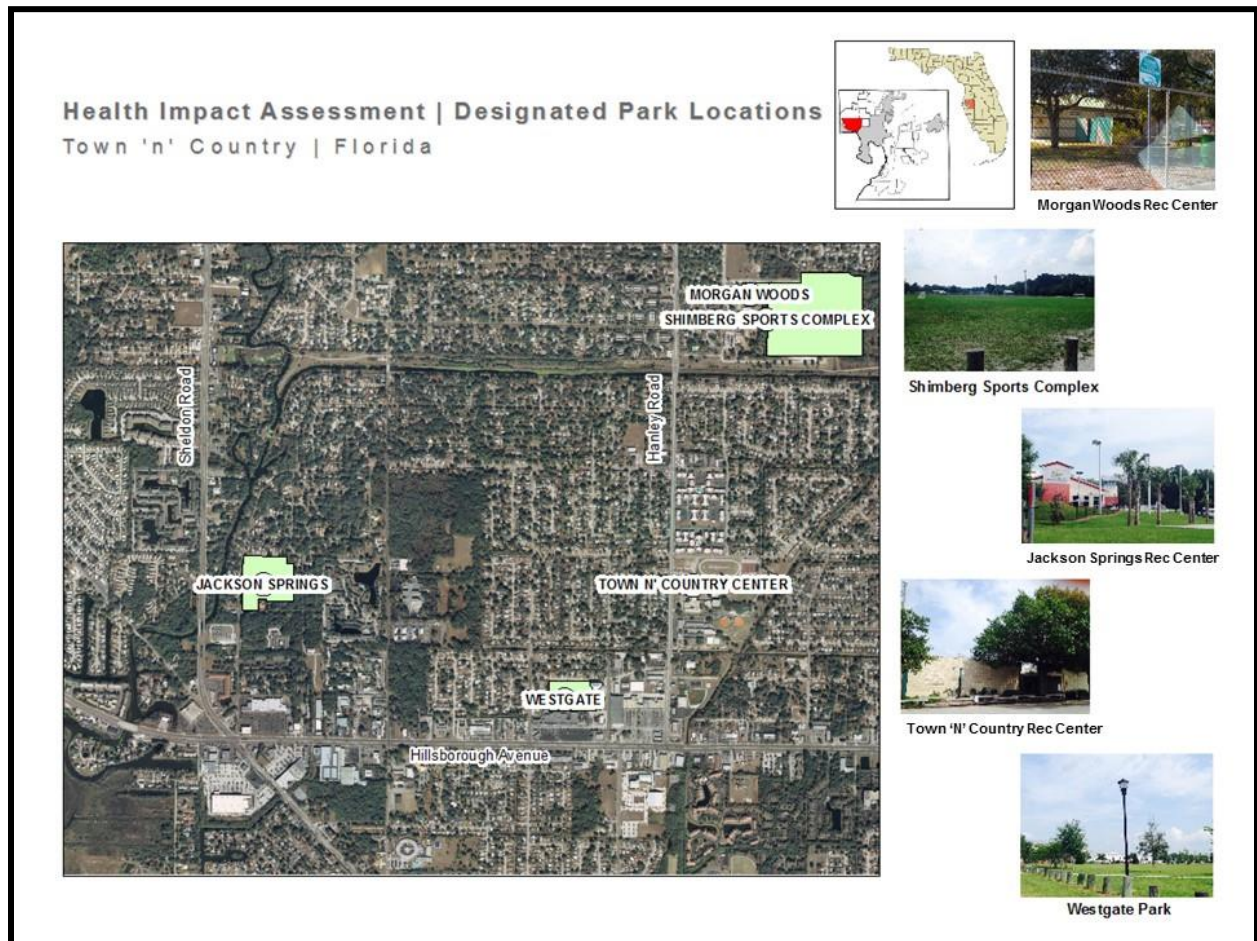 Health Impact Assessment | Designated Park Locations
Town 'n' Country | Florida
Morgan Woods Rec Center
MORGAN WOODS
SHIMBERG SPORTS COMPLEX
Shimberg Sports Complex
Sheldon Road
Hanley Road
Jackson Springs Rec Center
JACKSON SPRINGS
TOWN N' COUNTRY CENTER
Town 'N' Country Rec Center
WESTGATE
Hillsborough Avenue
Westgate Park